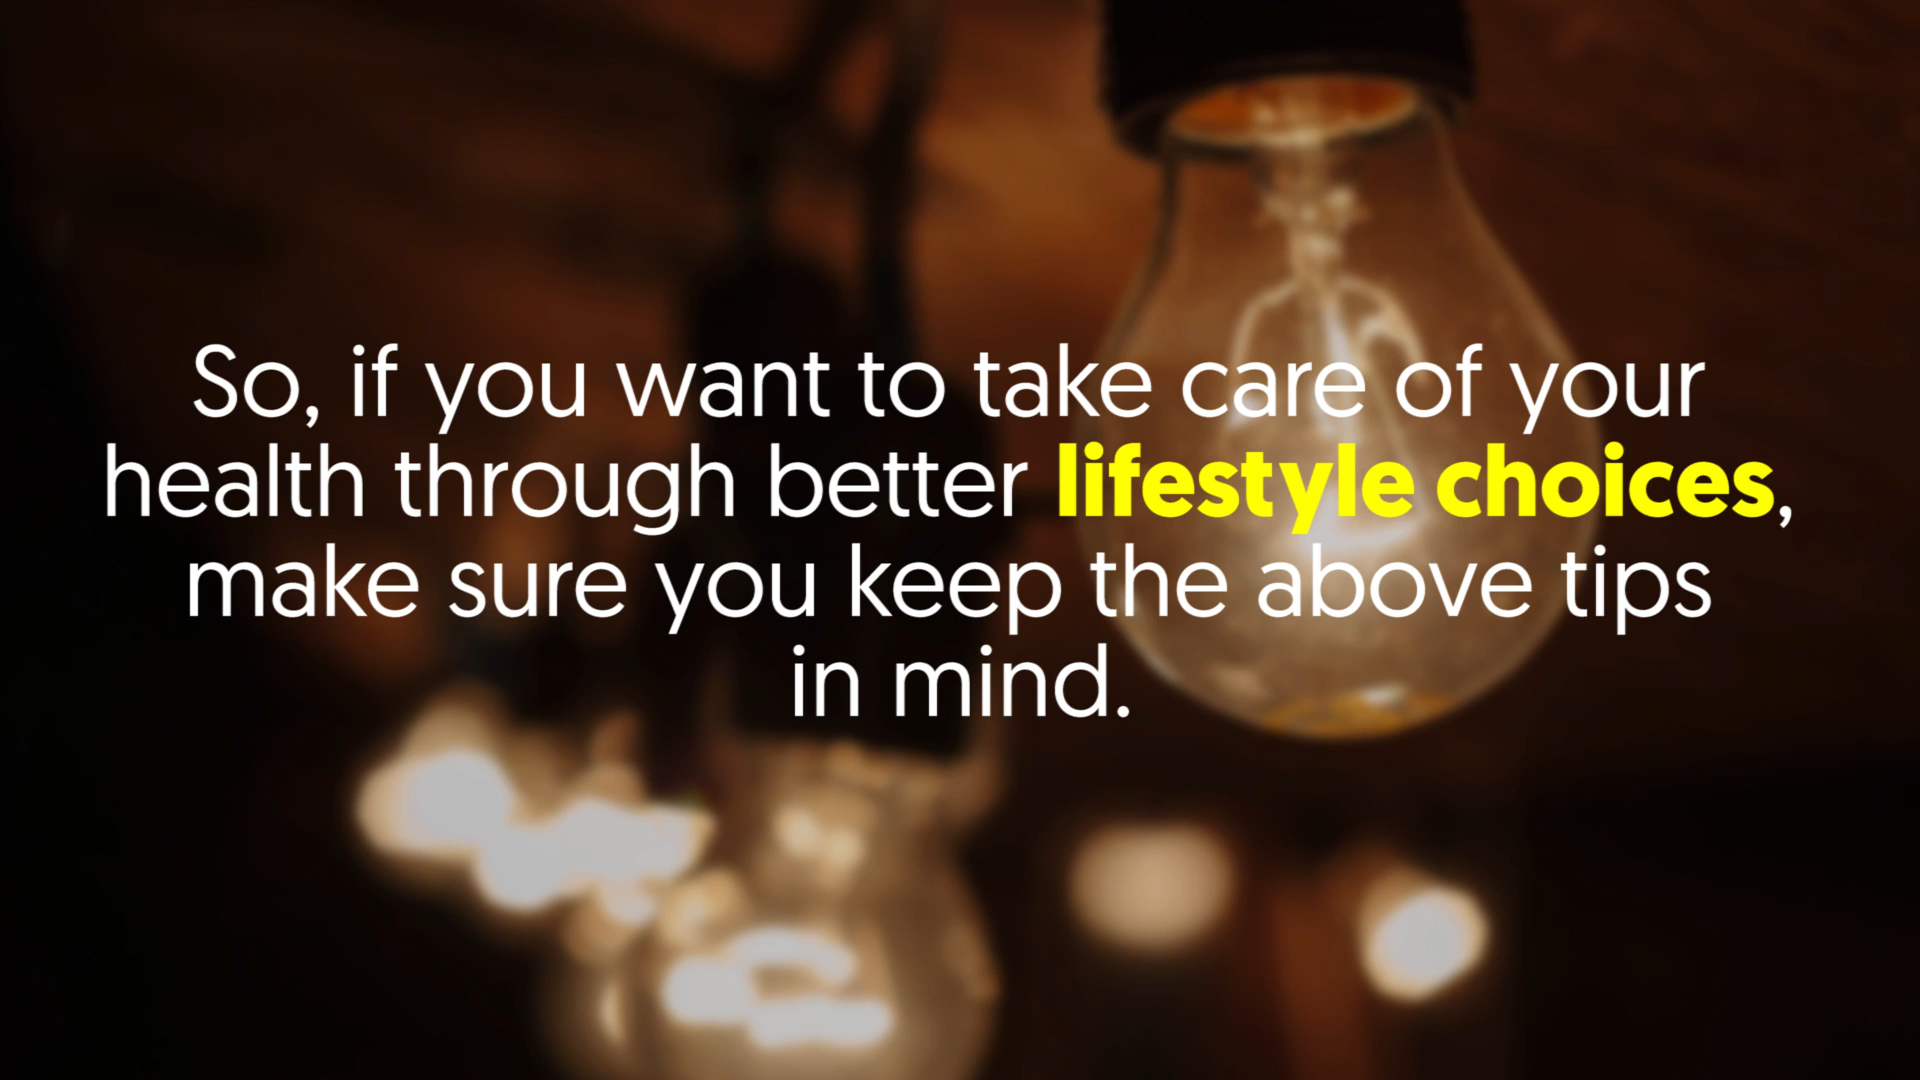 So, if you want to take care of your
health through better lifestyle choices,
make sure you keep the above tips
in mind.